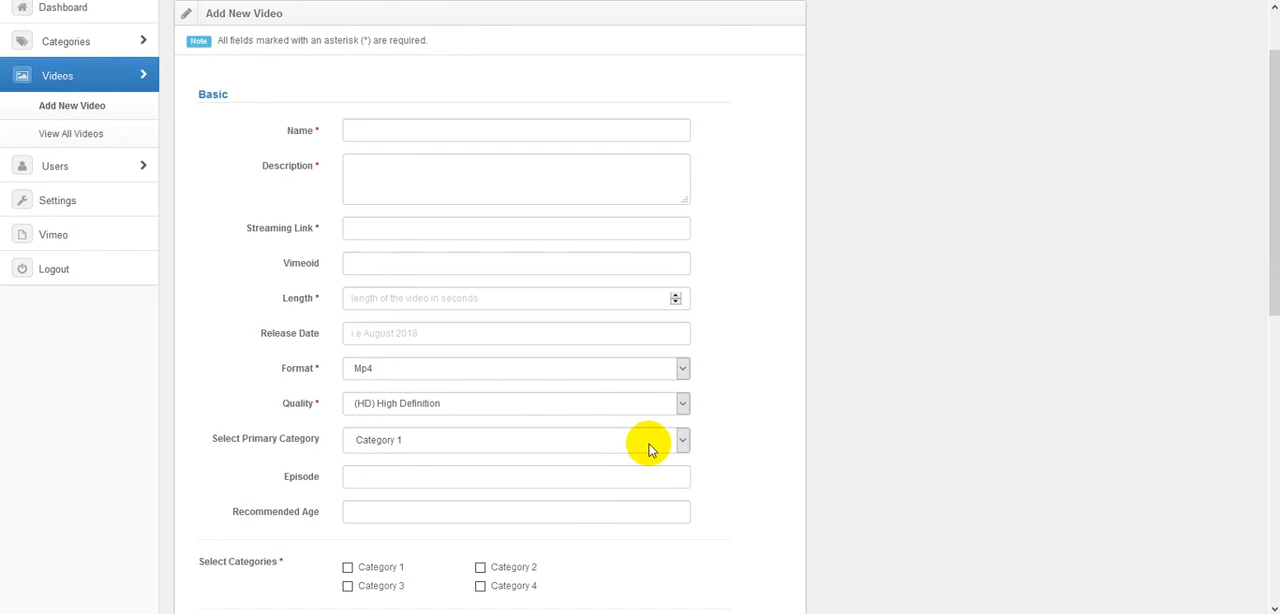 Dashboard
Categories
Videos
Add New Video
View All Videos
Users
Settings
Vimeo
Logout
Add New Video
Note All fields marked with an asterisk (*) are required.
Basic
Name *
Description *
Streaming Link *
Vimeoid
Length * length of the video in seconds
Release Date i.e August 2018
Format * Mp4
Quality * (HD) High Definition
Select Primary Category Category 1
Episode
Recommended Age
Select Categories * Category 1 Category 2
Category 3 Category 4